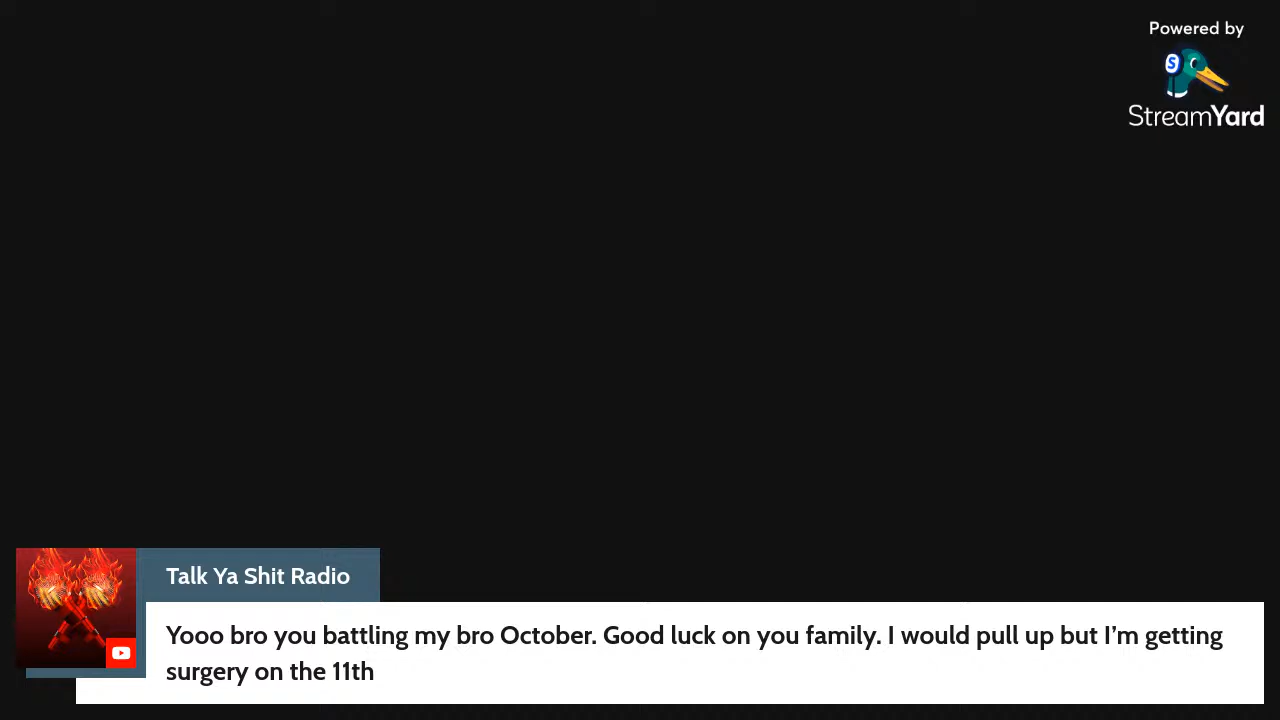 Powered by
StreamYard
Talk Ya Shit Radio
Yooo bro you battling my bro October. Good luck on you family. I would pull up but I’m getting
surgery on the 11th